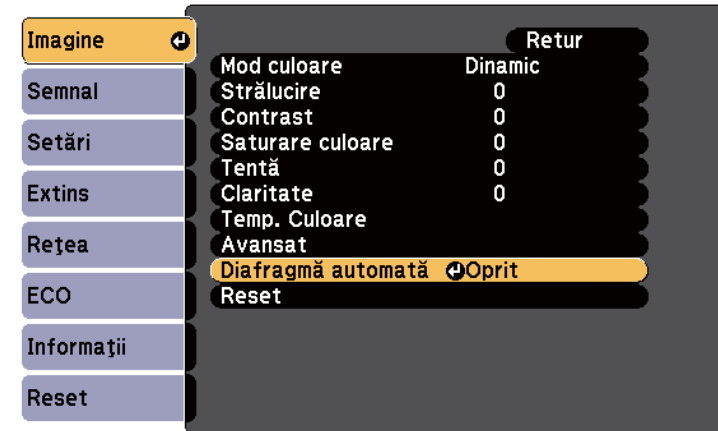 Imagine
Semnal
Setări
Extins
Reţea
ECO
Informaţii
Reset
Retur
Mod culoare Dinamic
Strălucire 0
Contrast 0
Saturare culoare 0
Tentă 0
Claritate 0
Temp. Culoare
Avansat
Diafragmă automată Oprit
Reset